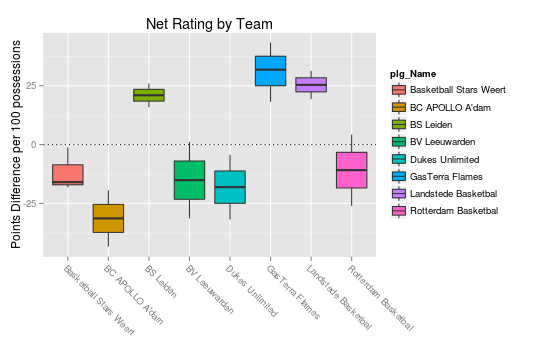 Net Rating by Team
Points Difference per 100 possessions
25
0
-25
Basketball Stars Weert
BC APOLLO A'dam
BS Leiden
BV Leeuwarden
Dukes Unlimited
GasTerra Flames
Landstede Basketbal
Rotterdam Basketbal
plg_Name
Basketball Stars Weert
BC APOLLO A'dam
BS Leiden
BV Leeuwarden
Dukes Unlimited
GasTerra Flames
Landstede Basketbal
Rotterdam Basketbal